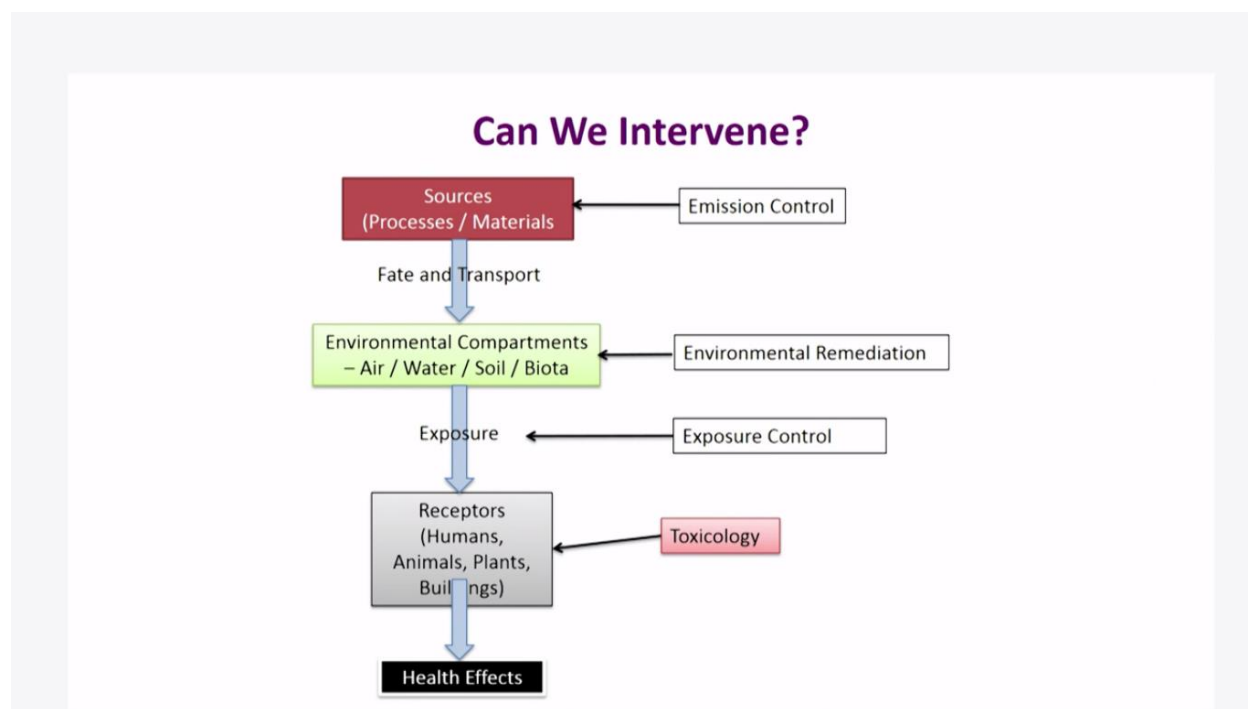 Can We Intervene?
Sources
(Processes / Materials
Emission Control
Fate and Transport
Environmental Compartments
– Air / Water / Soil / Biota
Environmental Remediation
Exposure
Exposure Control
Receptors
(Humans,
Animals, Plants,
Buildings)
Toxicology
Health Effects